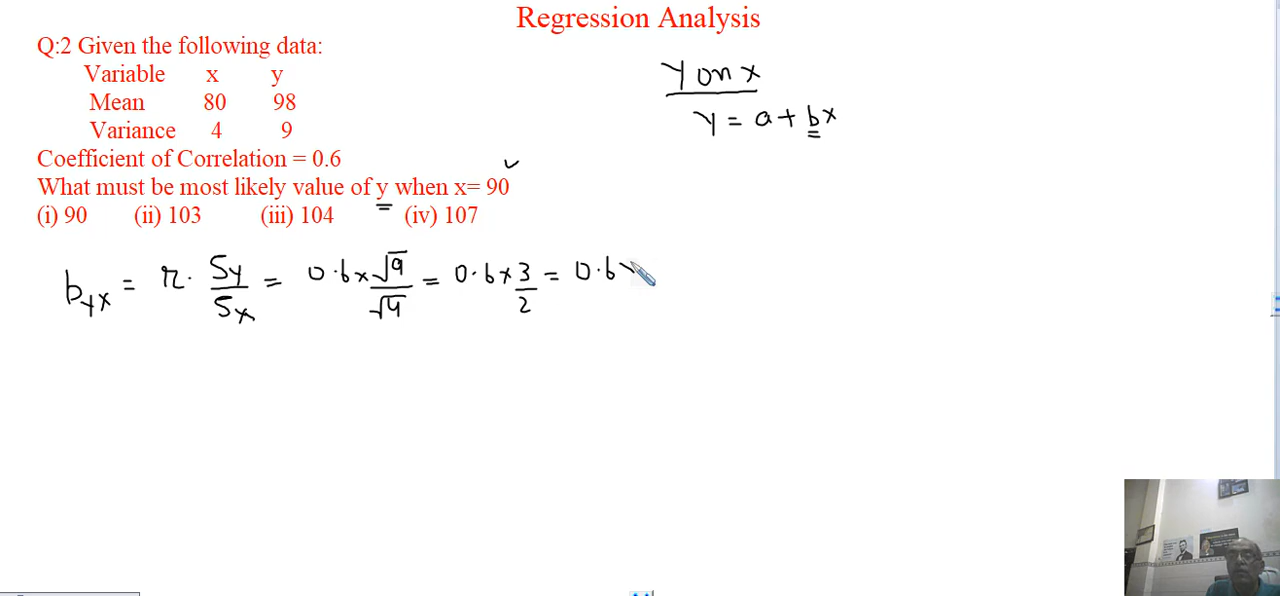 Regression Analysis
Q:2 Given the following data:
Variable x y
Mean 80 98
Variance 4 9
Coefficient of Correlation = 0.6
What must be most likely value of y when x= 90
(i) 90 (ii) 103 (iii) 104 (iv) 107
Y on x
Y = a + bx
byx = r. Sy/Sx = 0.6 x √9/√4 = 0.6 x 3/2 = 0.6x